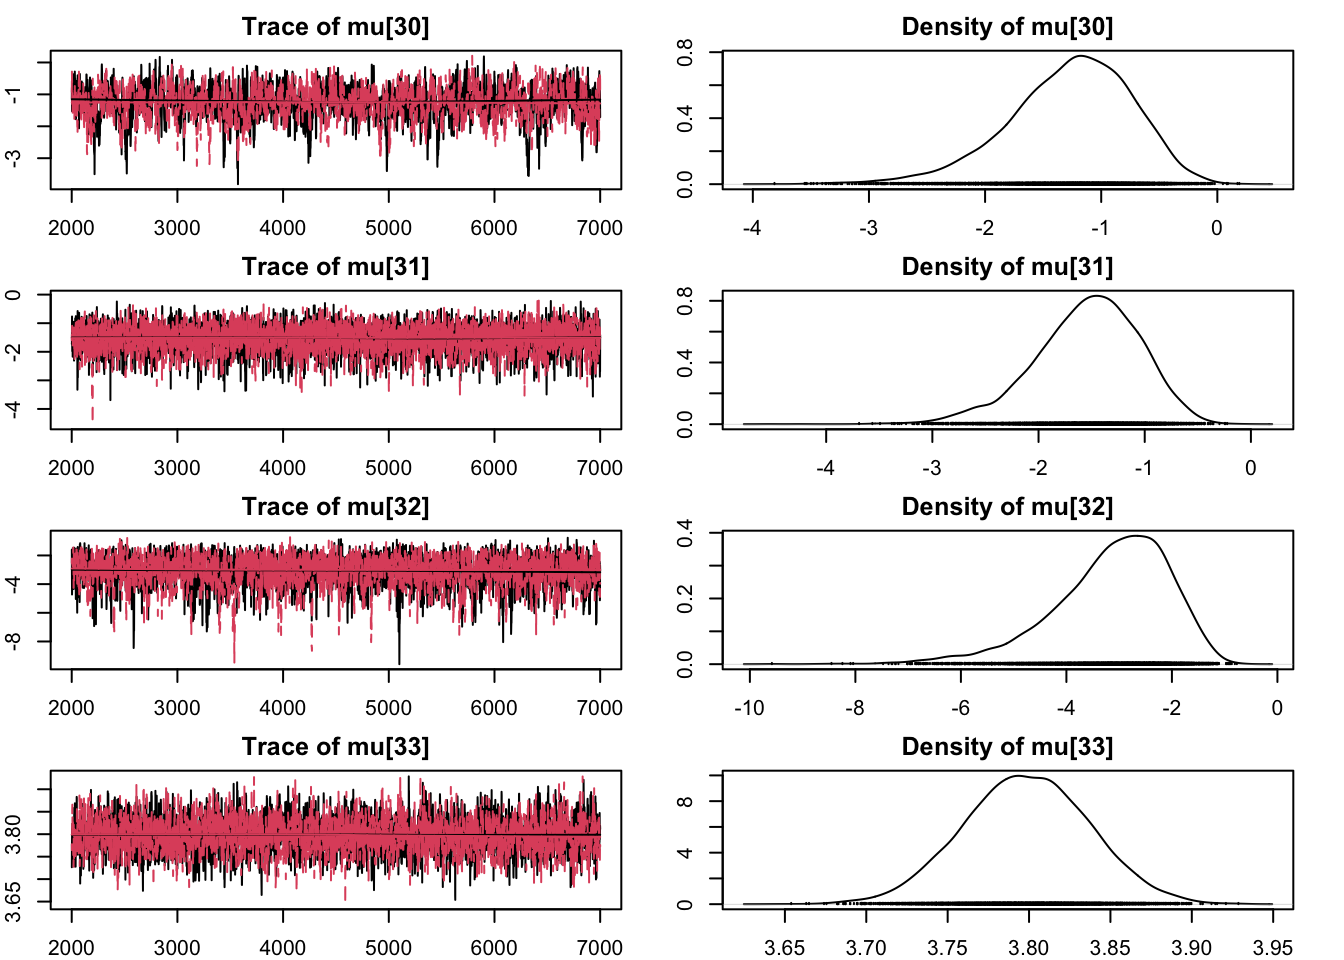 Trace of mu[30]
-1
-3
2000 3000 4000 5000 6000 7000
Density of mu[30]
0.8
0.4
0.0
-4 -3 -2 -1 0
Trace of mu[31]
0
-2
-4
2000 3000 4000 5000 6000 7000
Density of mu[31]
0.8
0.4
0.0
-4 -3 -2 -1 0
Trace of mu[32]
-4
-8
2000 3000 4000 5000 6000 7000
Density of mu[32]
0.4
0.2
0.0
-10 -8 -6 -4 -2 0
Trace of mu[33]
3.80
3.65
2000 3000 4000 5000 6000 7000
Density of mu[33]
8
4
0
3.65 3.70 3.75 3.80 3.85 3.90 3.95